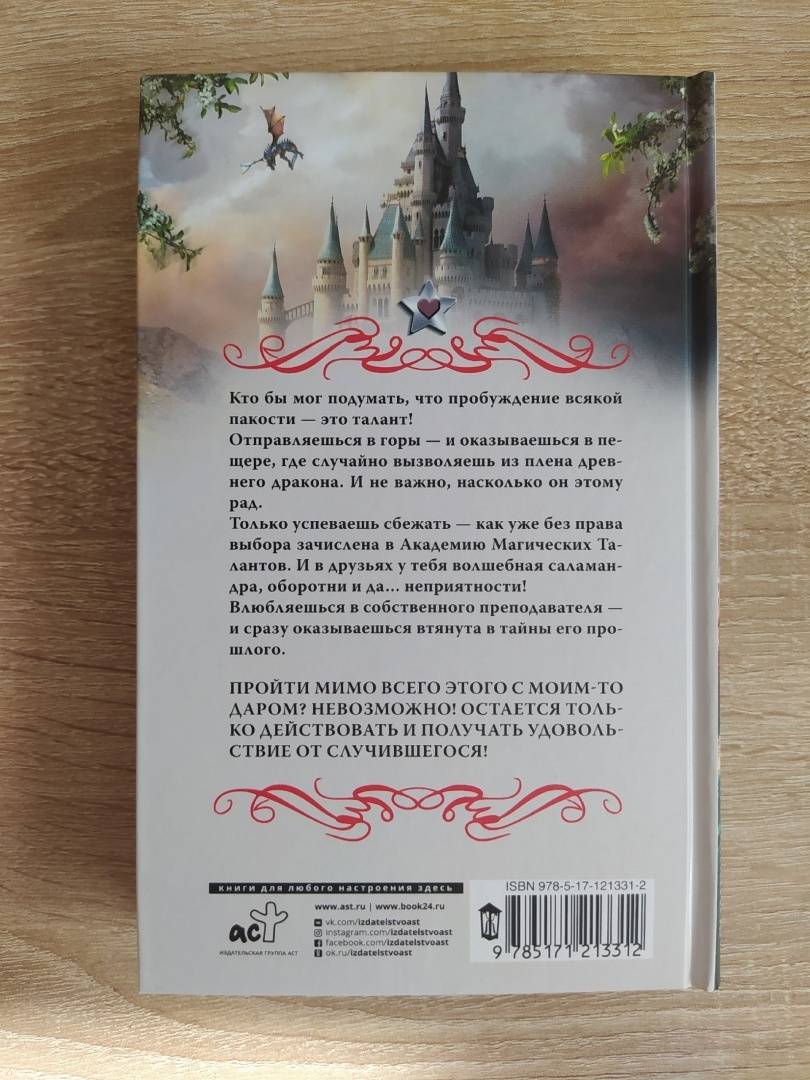 Кто бы мог подумать, что пробуждение всякой
пакости — это талант!
Отправляешься в горы — и оказываешься в пе-
щере, где случайно вызволяешь из плена древ-
него дракона. И не важно, насколько он этому
рад.
Только успеваешь сбежать — как уже без права
выбора зачислена в Академию Магических Та-
лантов. И в друзьях у тебя волшебная саламан-
дра, оборотни и да... неприятности!
Влюбляешься в собственного преподавателя —
и сразу оказываешься втянута в тайны его про-
шлого.
ПРОЙТИ МИМО ВСЕГО ЭТОГО С МОИМ-ТО
ДАРОМ? НЕВОЗМОЖНО! ОСТАЕТСЯ ТОЛЬ-
КО ДЕЙСТВОВАТЬ И ПОЛУЧАТЬ УДОВОЛЬ-
СТВИЕ ОТ СЛУЧИВШЕГОСЯ!
книги для любого настроения здесь
www.ast.ru | www.book24.ru
vk.com/izdatelstvoast
instagram.com/izdatelstvoast
facebook.com/izdatelstvoast
ok.ru/izdatelstvoast
аст
ИЗДАТЕЛЬСКАЯ ГРУППА АСТ
ISBN 978-5-17-121331-2
9 785171 213312